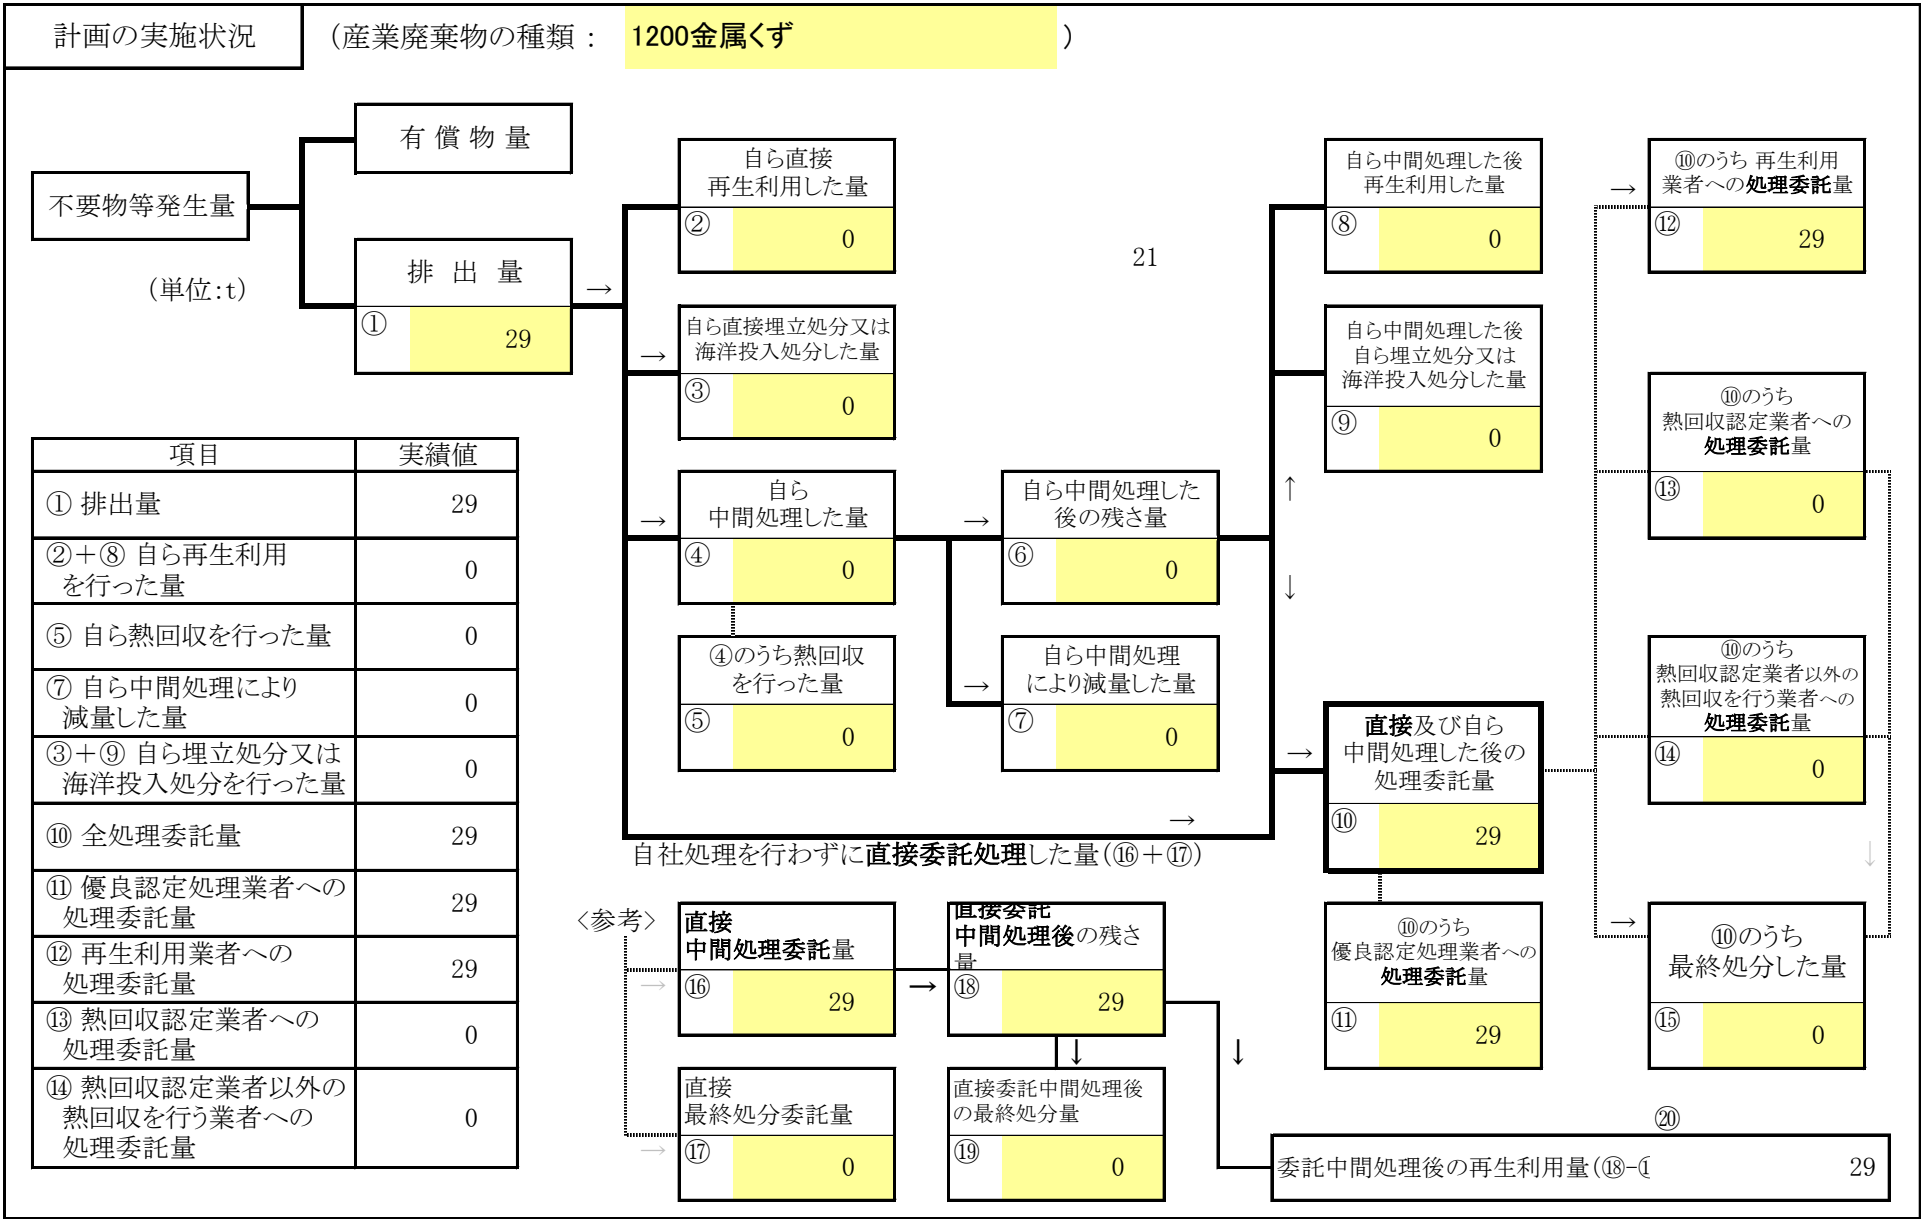 計画の実施状況
（産業廃棄物の種類： 1200金属くず ）
有 償 物 量
不要物等発生量
（単位:t）
排 出 量
①
29
自ら直接
再生利用した量
②
0
自ら直接埋立処分又は
海洋投入処分した量
③
0
自ら
中間処理した量
④
0
④のうち熱回収
を行った量
⑤
0
自ら中間処理した
後の残さ量
⑥
0
自ら中間処理
により減量した量
⑦
0
21
自ら中間処理した後
再生利用した量
⑧
0
自ら中間処理した後
自ら埋立処分又は
海洋投入処分した量
⑨
0
直接及び自ら
中間処理した後の
処理委託量
⑩
29
⑩のうち
優良認定処理業者への
処理委託量
⑪
29
⑩のうち 再生利用
業者への処理委託量
⑫
29
⑩のうち
熱回収認定業者への
処理委託量
⑬
0
⑩のうち
熱回収認定業者以外の
熱回収を行う業者への
処理委託量
⑭
0
⑩のうち
最終処分した量
⑮
0
自社処理を行わずに直接委託処理した量(⑯＋⑰)
〈参考〉
直接
中間処理委託量
⑯
29
直接委託
中間処理後の残さ
量
⑱
29
直接
最終処分委託量
⑰
0
直接委託中間処理後
の最終処分量
⑲
0
⑳
委託中間処理後の再生利用量(⑱-
29
項目 実績値
① 排出量 29
②＋⑧ 自ら再生利用
を行った量 0
⑤ 自ら熱回収を行った量 0
⑦ 自ら中間処理により
減量した量 0
③＋⑨ 自ら埋立処分又は
海洋投入処分を行った量 0
⑩ 全処理委託量 29
⑪ 優良認定処理業者への
処理委託量 29
⑫ 再生利用業者への
処理委託量 29
⑬ 熱回収認定業者への
処理委託量 0
⑭ 熱回収認定業者以外の
熱回収を行う業者への
処理委託量 0